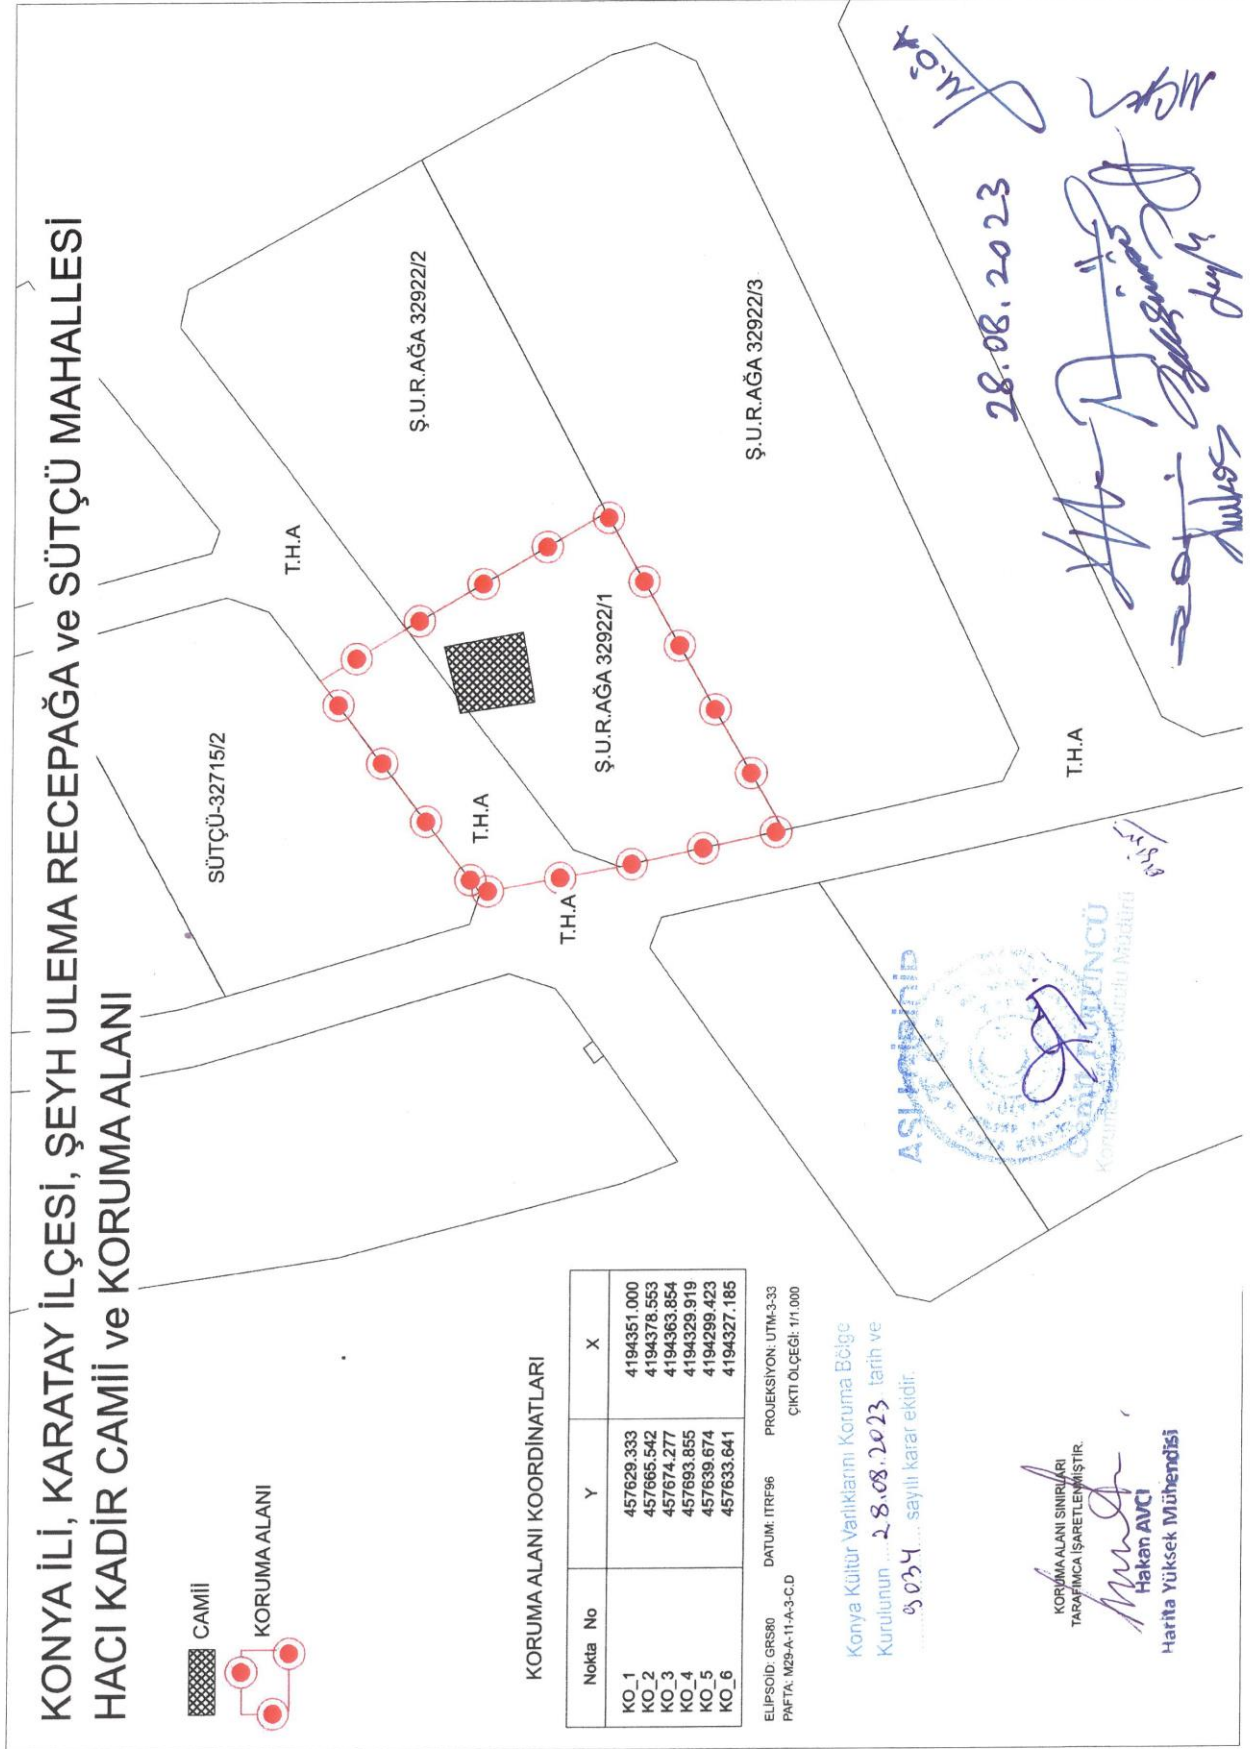 KONYA İLİ, KARATAY İLÇESİ, ŞEYH ULEMA RECEPAĞA ve SÜTÇÜ MAHALLESİ
HACI KADİR CAMİİ ve KORUMA ALANI
CAMİİ
KORUMA ALANI
SÜTÇÜ-32715/2
T.H.A
T.H.A
T.H.A
Ş.U.R.AĞA 32922/2
Ş.U.R.AĞA 32922/1
Ş.U.R.AĞA 32922/3
T.H.A
KORUMA ALANI KOORDİNATLARI
Nokta No Y X
KO_1 457629.333 4194351.000
KO_2 457665.542 4194378.553
KO_3 457674.277 4194363.854
KO_4 457693.855 4194329.919
KO_5 457639.674 4194299.423
KO_6 457633.641 4194327.185
ELİPSOİD: GRS80 DATUM: ITRF96 PROJEKSİYON: UTM-3-33
PAFTA: M29-A-11-A-3-C.D ÇIKTI ÖLÇEĞİ: 1/1.000
Konya Kültür Varlıklarını Koruma Bölge
Kurulunun 28.08.2023 tarih ve
9034 sayılı karar ekidir.
KORUMA ALANI SINIRLARI
TARAFIMCA İŞARETLENMİŞTİR.
Hakan AVCI
Harita Yüksek Mühendisi
ASLI GİBİDİR
TÜTÜNCÜ
Koruma Bölge Kurulu Müdürü
28.08.2023
M.ÖA